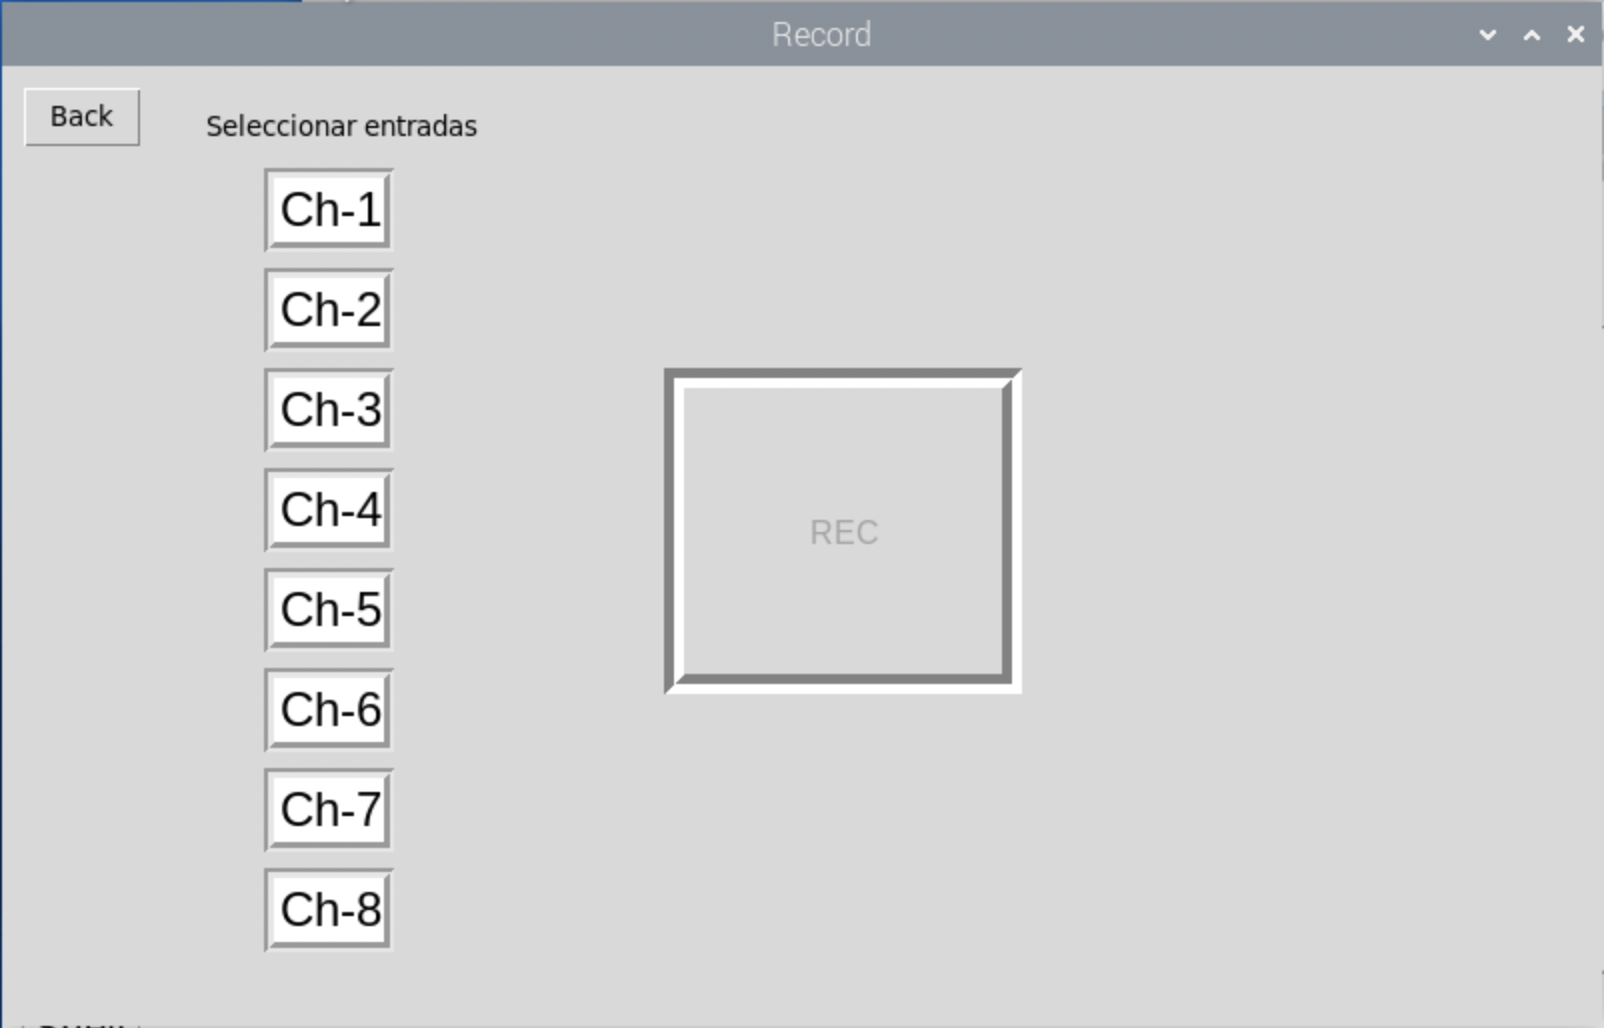 Record
Back
Seleccionar entradas
Ch-1
Ch-2
Ch-3
Ch-4
Ch-5
Ch-6
Ch-7
Ch-8
REC